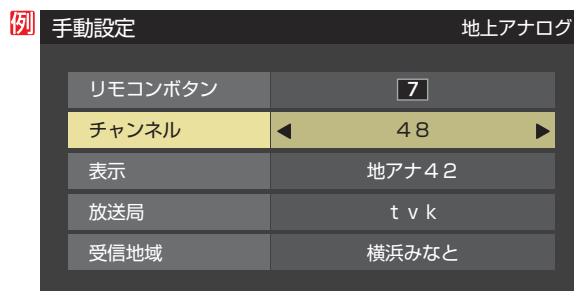 例 手動設定 地上アナログ
リモコンボタン 7
チャンネル ◀ 48 ▶
表示 地アナ42
放送局 tvk
受信地域 横浜みなと